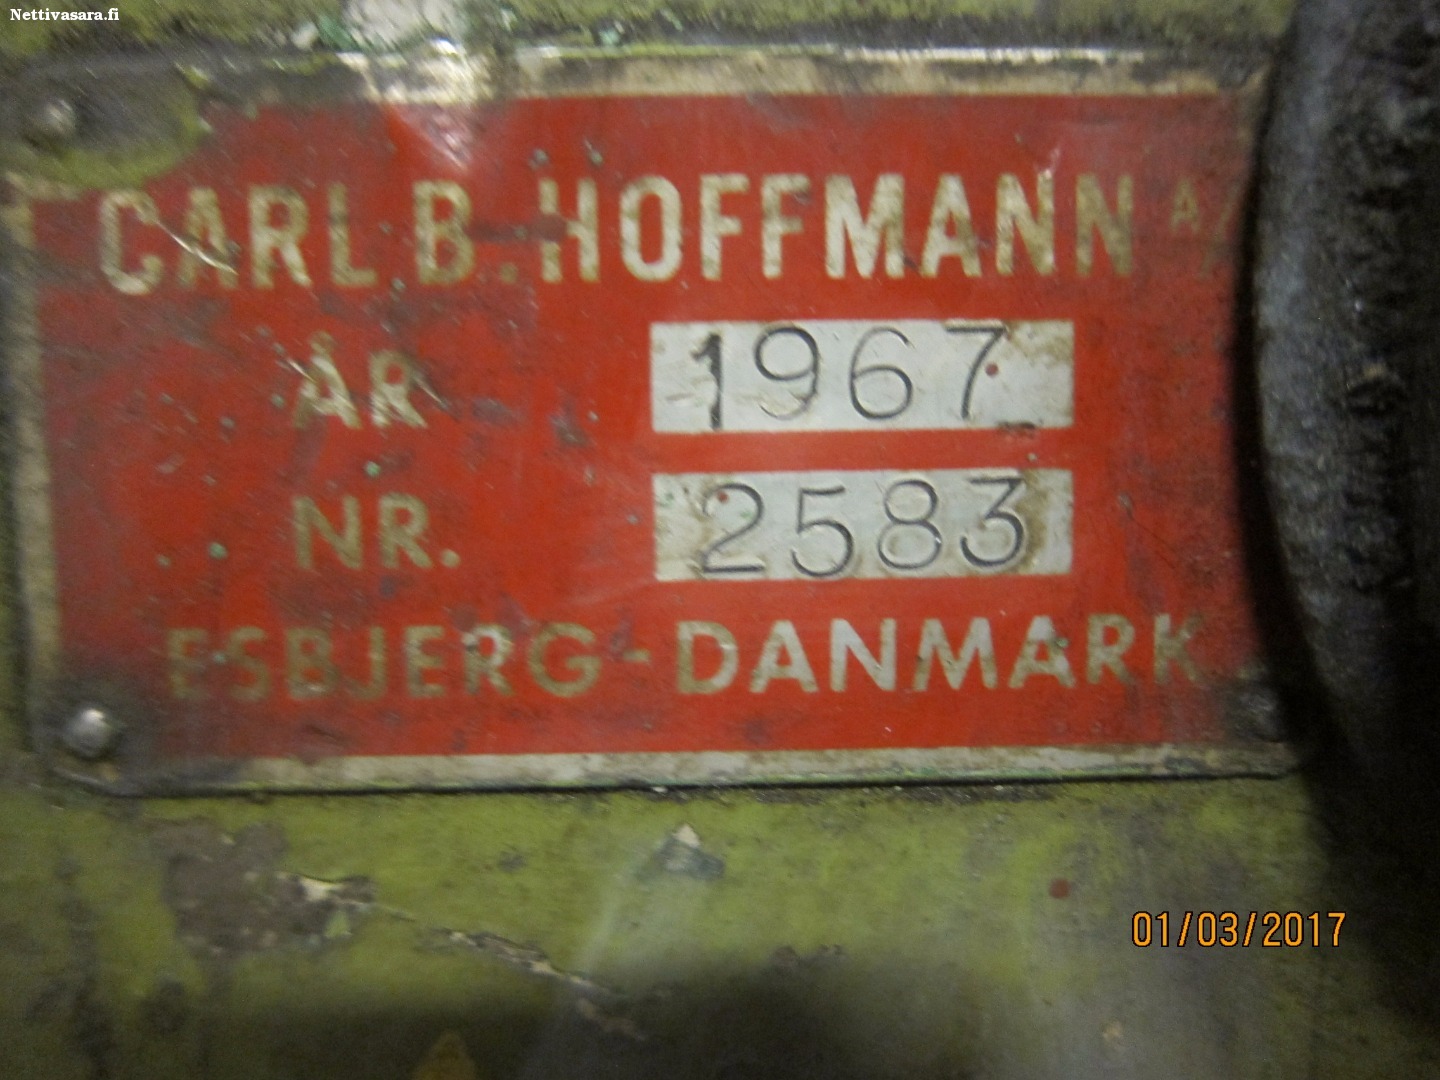 Nettivasara.fi
CARL B. HOFFMANN A/
ÅR 1967
NR. 2583
ESBJERG-DANMARK
01/03/2017